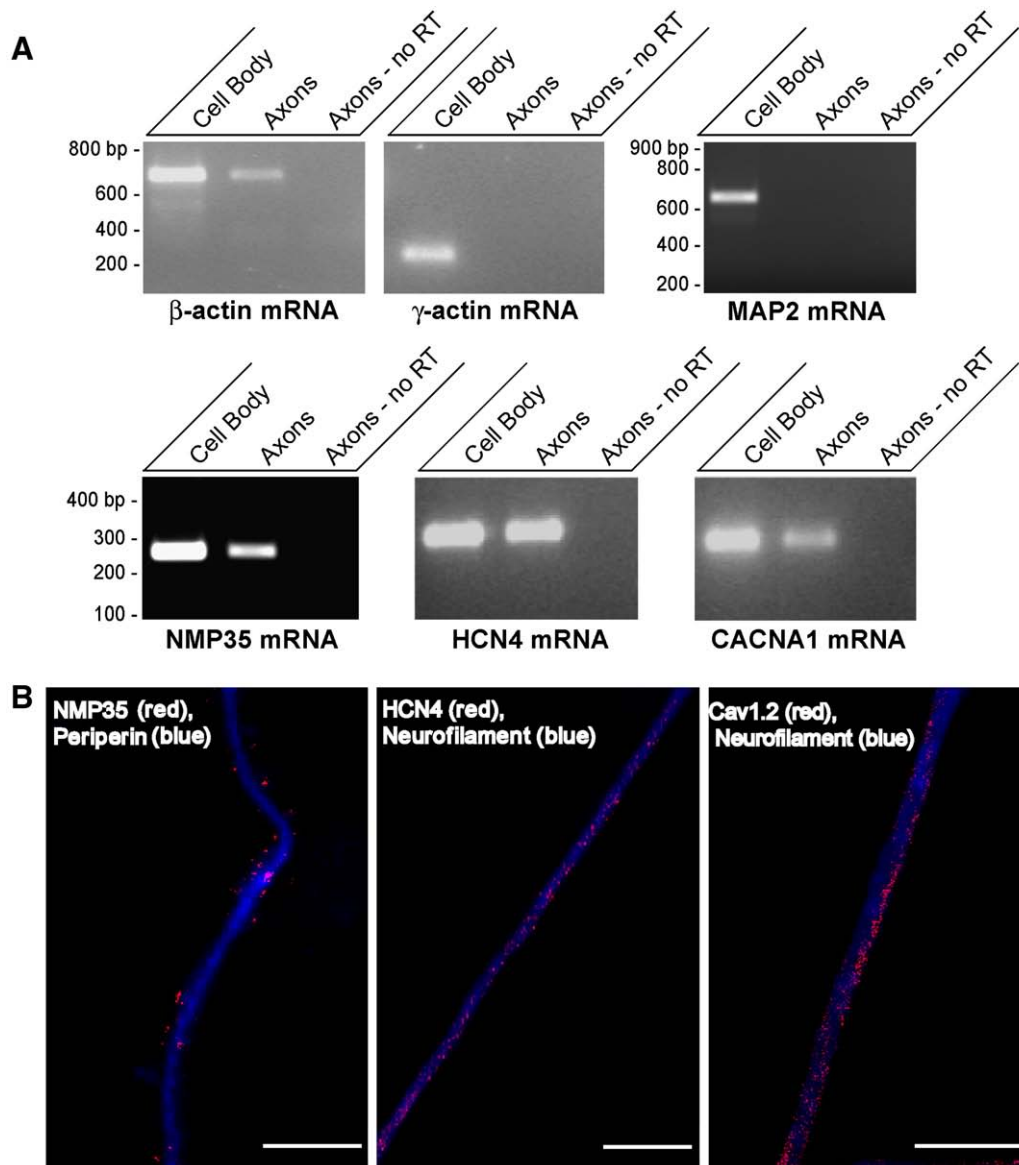 A
Cell Body
Axons
Axons - no RT
Cell Body
Axons
Axons - no RT
Cell Body
Axons
Axons - no RT
800 bp -
600 -
400 -
200 -
900 bp -
800 -
600 -
400 -
200 -
β-actin mRNA
γ-actin mRNA
MAP2 mRNA
Cell Body
Axons
Axons - no RT
Cell Body
Axons
Axons - no RT
Cell Body
Axons
Axons - no RT
400 bp -
300 -
200 -
100 -
NMP35 mRNA
HCN4 mRNA
CACNA1 mRNA
B
NMP35 (red),
Periperin (blue)
HCN4 (red),
Neurofilament (blue)
Cav1.2 (red),
Neurofilament (blue)